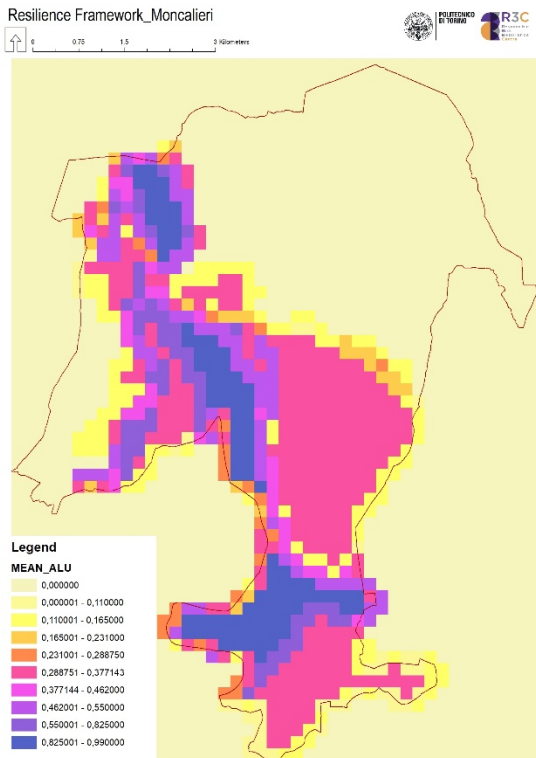 Resilience Framework_Moncalieri
POLITECNICO
DI TORINO
R3C
0 0.75 1.5 3 Kilometers
Legend
MEAN_ALU
0,000000
0,000001 - 0,110000
0,110001 - 0,165000
0,165001 - 0,231000
0,231001 - 0,288750
0,288751 - 0,377143
0,377144 - 0,462000
0,462001 - 0,550000
0,550001 - 0,825000
0,825001 - 0,990000